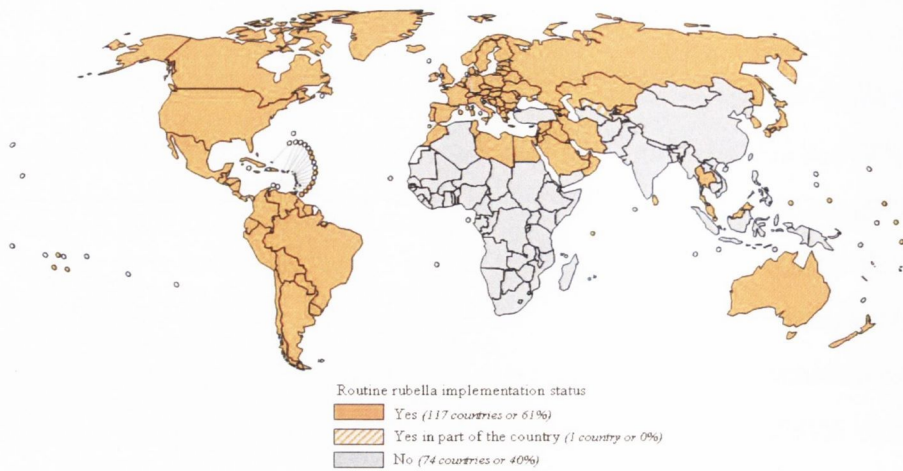 Routine rubella implementation status
Yes (117 countries or 61%)
Yes in part of the country (1 country or 0%)
No (74 countries or 40%)